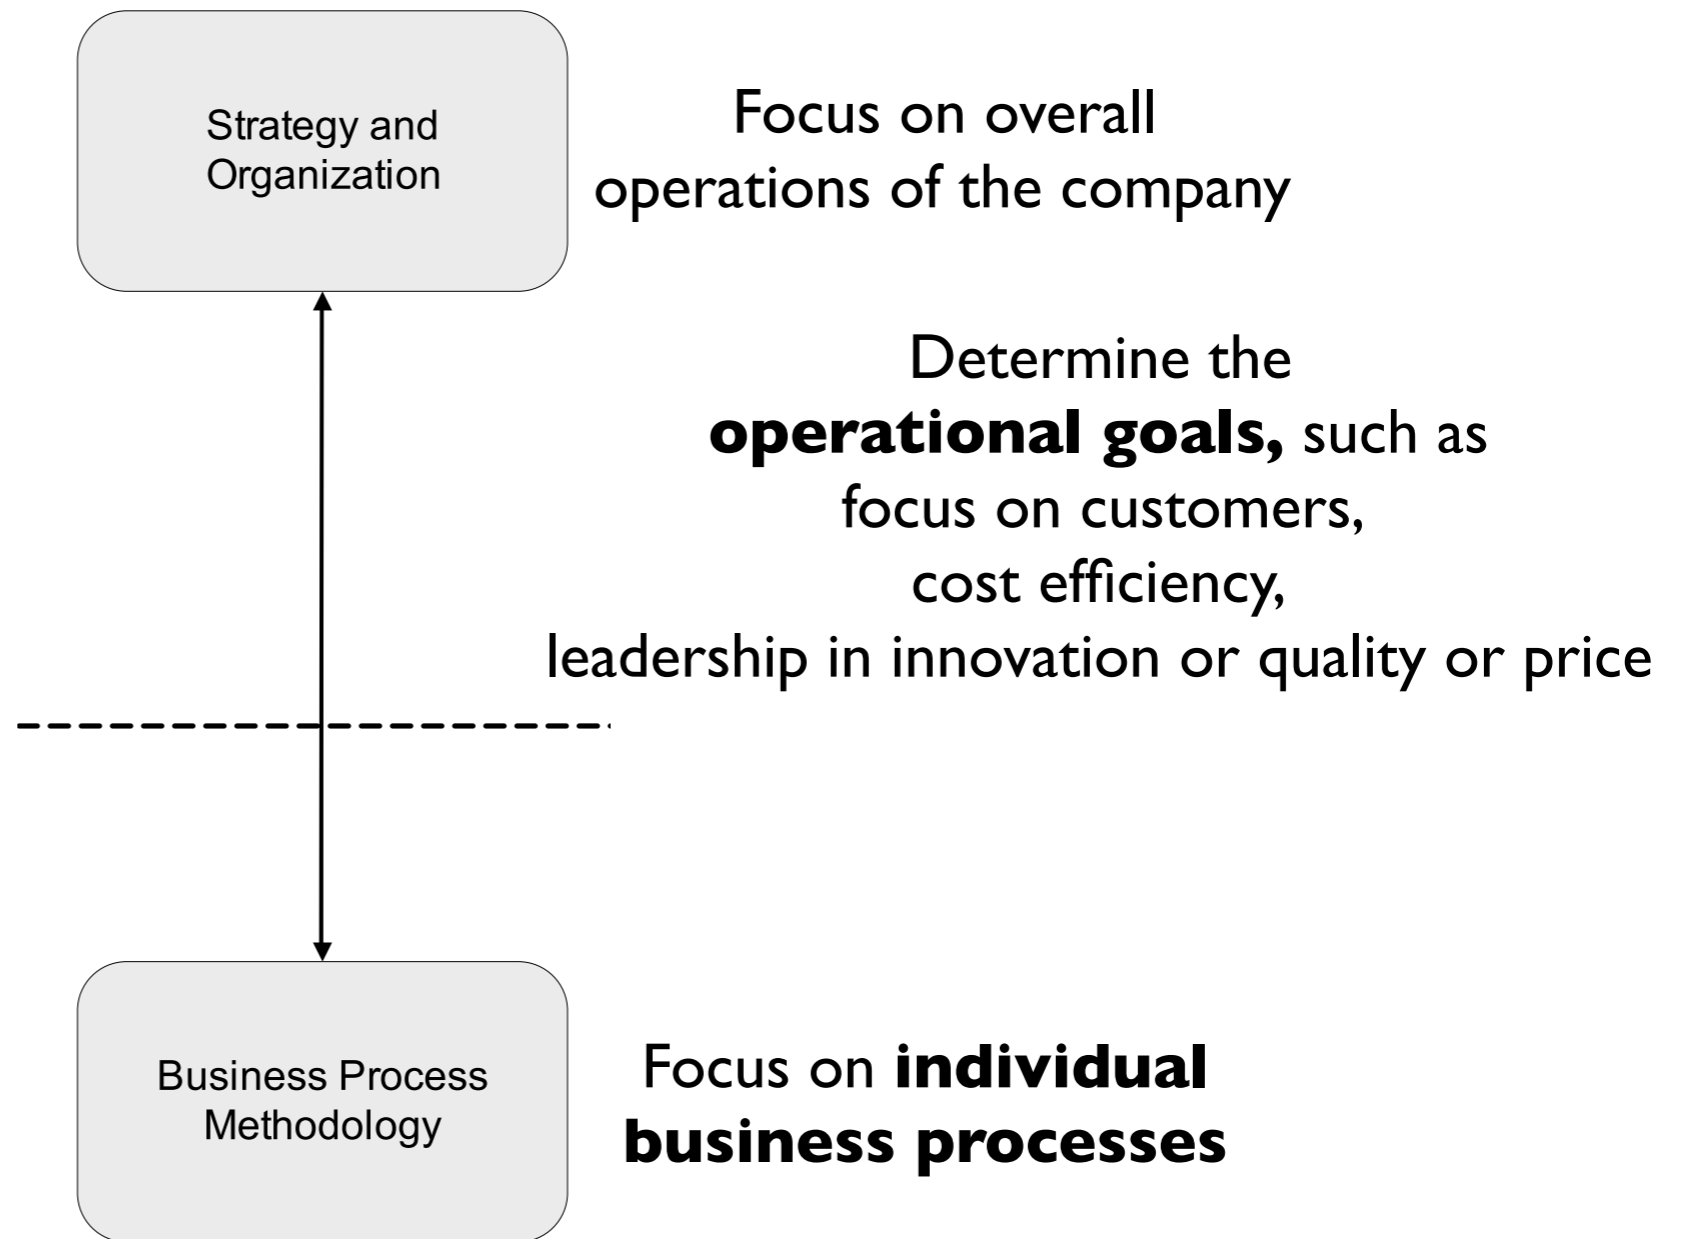 Strategy and
Organization
Focus on overall
operations of the company
Determine the
operational goals, such as
focus on customers,
cost efficiency,
leadership in innovation or quality or price
Business Process
Methodology
Focus on individual
business processes